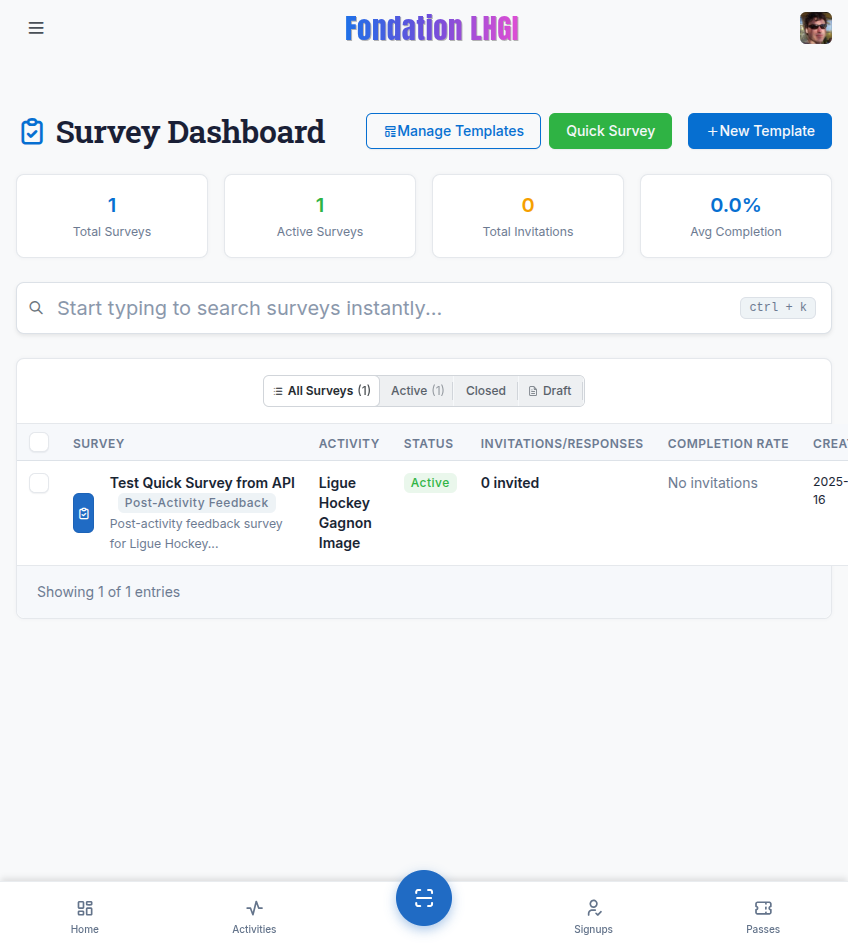 Fondation LHGI
Survey Dashboard
Manage Templates
Quick Survey
New Template
1
Total Surveys
1
Active Surveys
0
Total Invitations
0.0%
Avg Completion
Start typing to search surveys instantly...
ctrl + k
All Surveys (1)
Active (1)
Closed
Draft
SURVEY ACTIVITY STATUS INVITATIONS/RESPONSES COMPLETION RATE
Test Quick Survey from API
Post-Activity Feedback
Post-activity feedback survey
for Ligue Hockey...
Ligue
Hockey
Gagnon
Image
Active
0 invited
No invitations
2025-
16
Showing 1 of 1 entries
Home
Activities
Signups
Passes